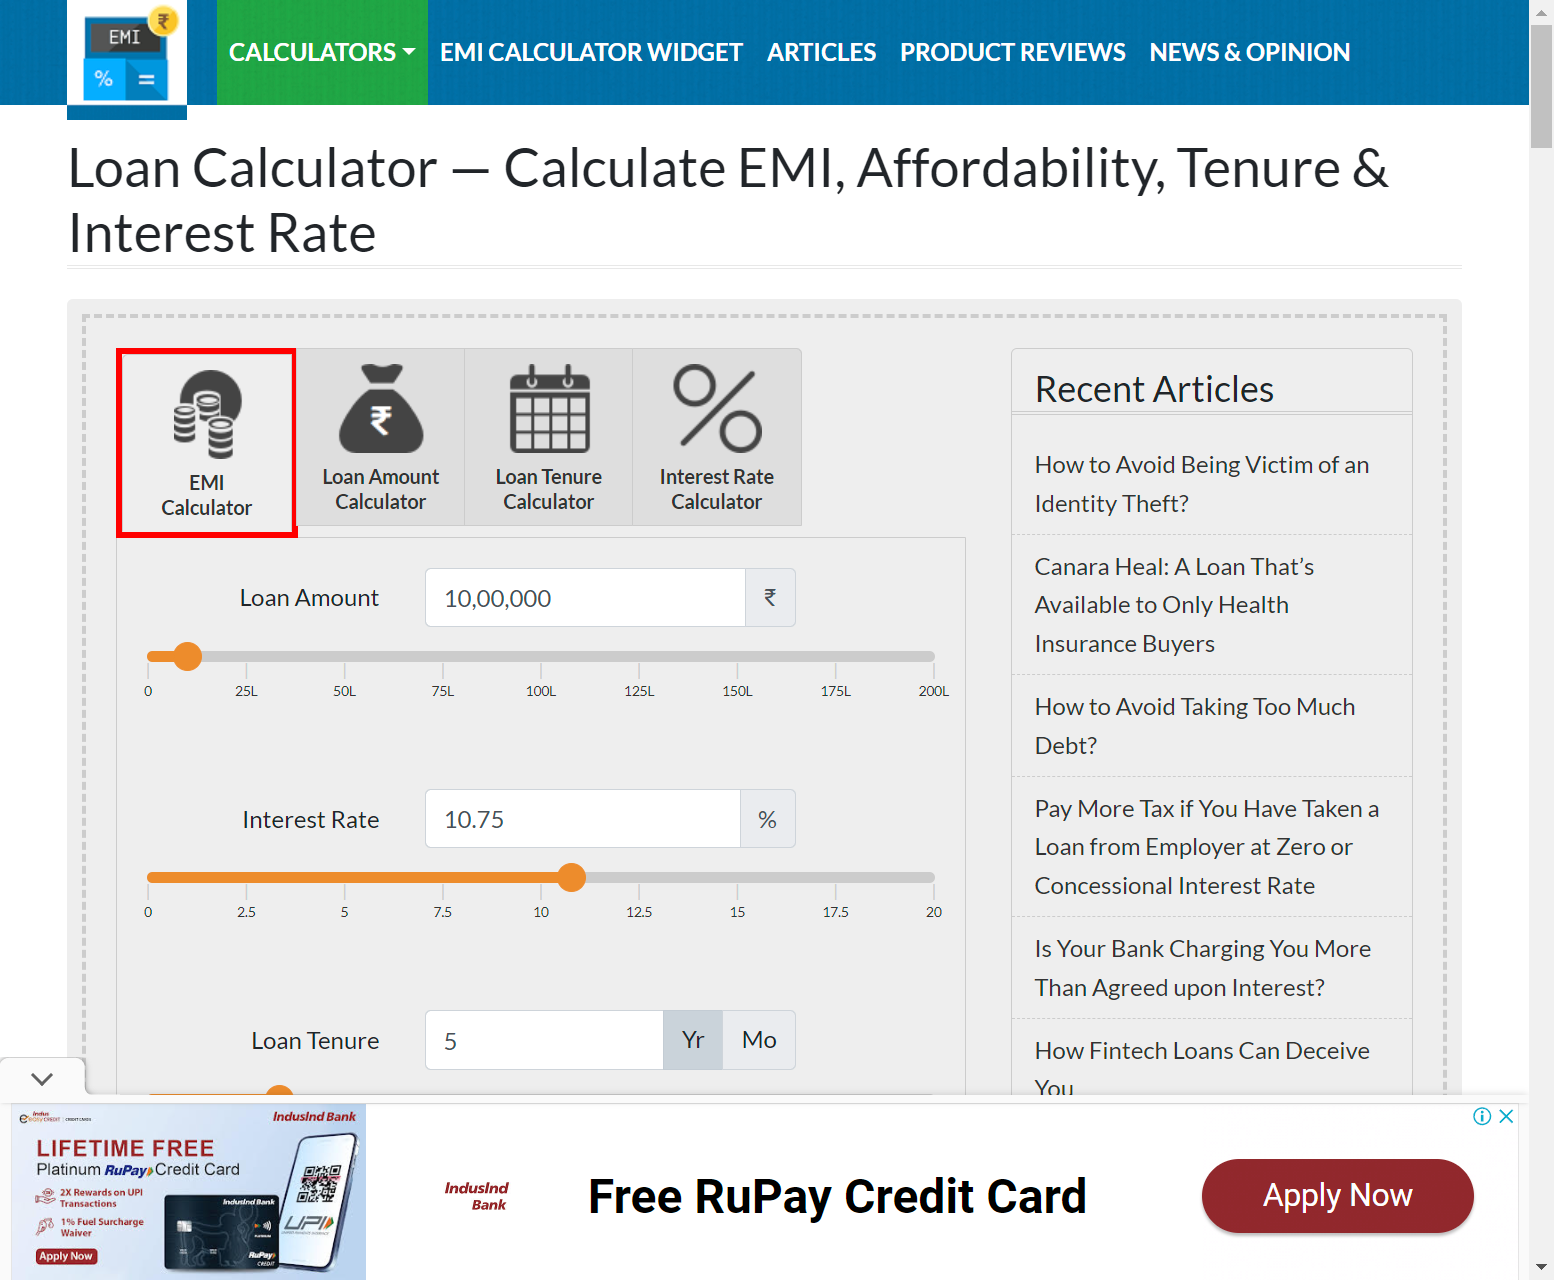 EMI
₹
%
=
CALCULATORS
EMI CALCULATOR WIDGET
ARTICLES
PRODUCT REVIEWS
NEWS & OPINION
Loan Calculator — Calculate EMI, Affordability, Tenure &
Interest Rate
EMI
Calculator
₹
Loan Amount
Calculator
Loan Tenure
Calculator
Interest Rate
Calculator
Loan Amount
10,00,000
₹
0 25L 50L 75L 100L 125L 150L 175L 200L
Interest Rate
10.75
%
0 2.5 5 7.5 10 12.5 15 17.5 20
Loan Tenure
5
Yr
Mo
Recent Articles
How to Avoid Being Victim of an
Identity Theft?
Canara Heal: A Loan That’s
Available to Only Health
Insurance Buyers
How to Avoid Taking Too Much
Debt?
Pay More Tax if You Have Taken a
Loan from Employer at Zero or
Concessional Interest Rate
Is Your Bank Charging You More
Than Agreed upon Interest?
How Fintech Loans Can Deceive
You
Indus
easyCREDIT | CREDIT CARDS
IndusInd Bank
LIFETIME FREE
Platinum RuPay Credit Card
2X Rewards on UPI
Transactions
1% Fuel Surcharge
Waiver
Apply Now
IndusInd Bank
PLATINUM
RuPay
CREDIT
UPI
IndusInd
Bank
Free RuPay Credit Card
Apply Now